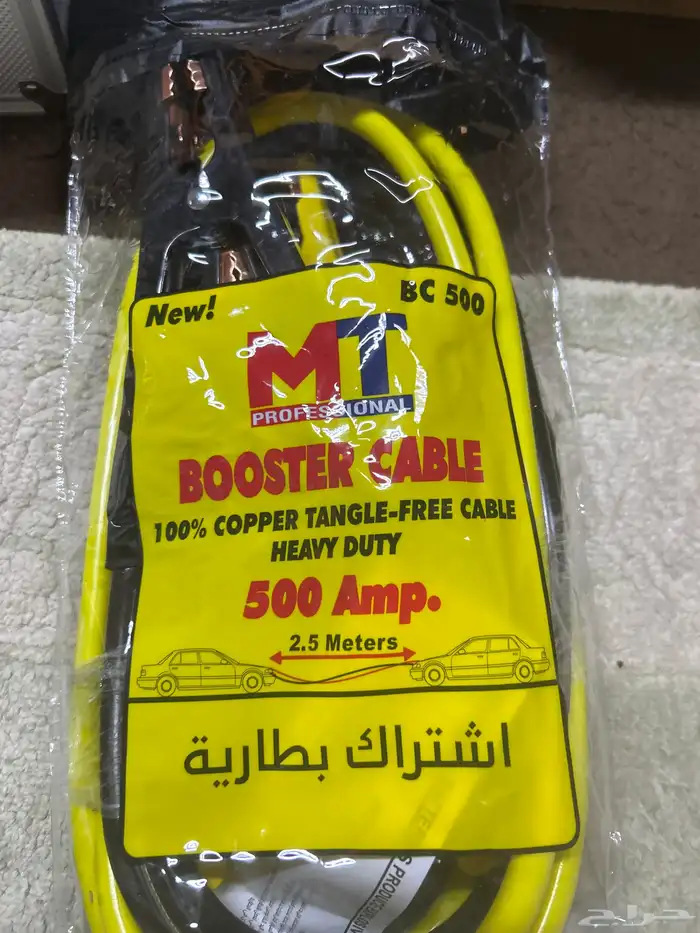 New!
BC 500
MT
PROFESSIONAL
BOOSTER CABLE
100% COPPER TANGLE-FREE CABLE
HEAVY DUTY
500 Amp.
2.5 Meters
اشتراك بطارية
حراج